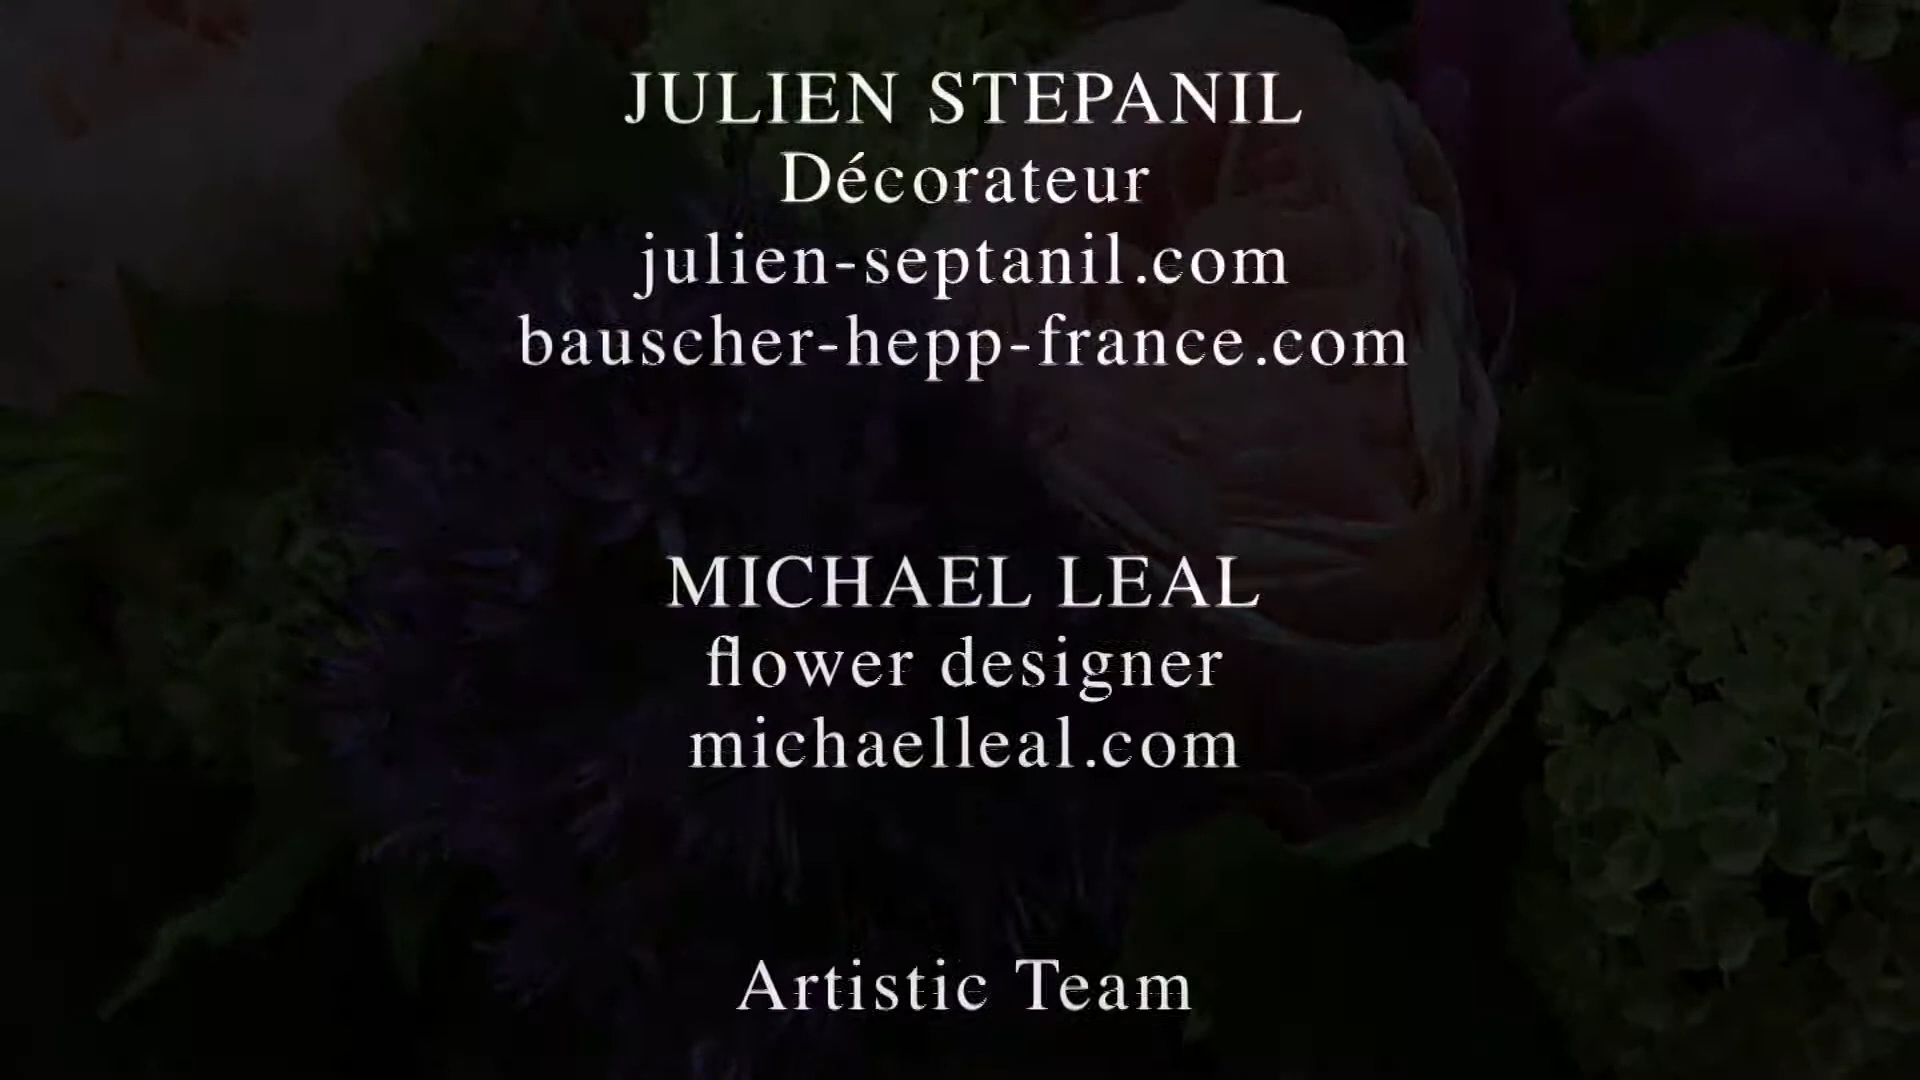 JULIEN STEPANIL
Décorateur
julien-septanil.com
bauscher-hepp-france.com
MICHAEL LEAL
flower designer
michaelleal.com
Artistic Team